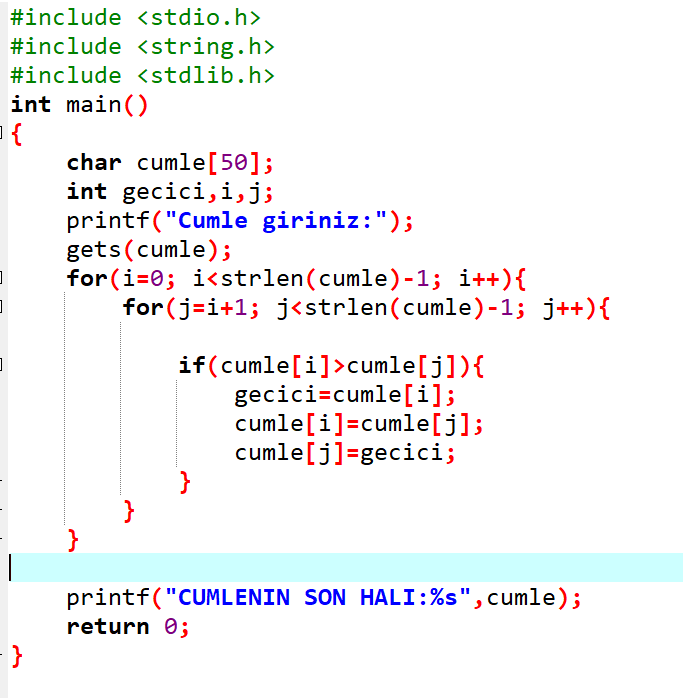 #include <stdio.h>
#include <string.h>
#include <stdlib.h>
int main()
{
    char cumle[50];
    int gecici,i,j;
    printf("Cumle giriniz:");
    gets(cumle);
    for(i=0; i<strlen(cumle)-1; i++){
        for(j=i+1; j<strlen(cumle)-1; j++){
            if(cumle[i]>cumle[j]){
                gecici=cumle[i];
                cumle[i]=cumle[j];
                cumle[j]=gecici;
            }
        }
    }
    printf("CUMLENIN SON HALI:%s",cumle);
    return 0;
}